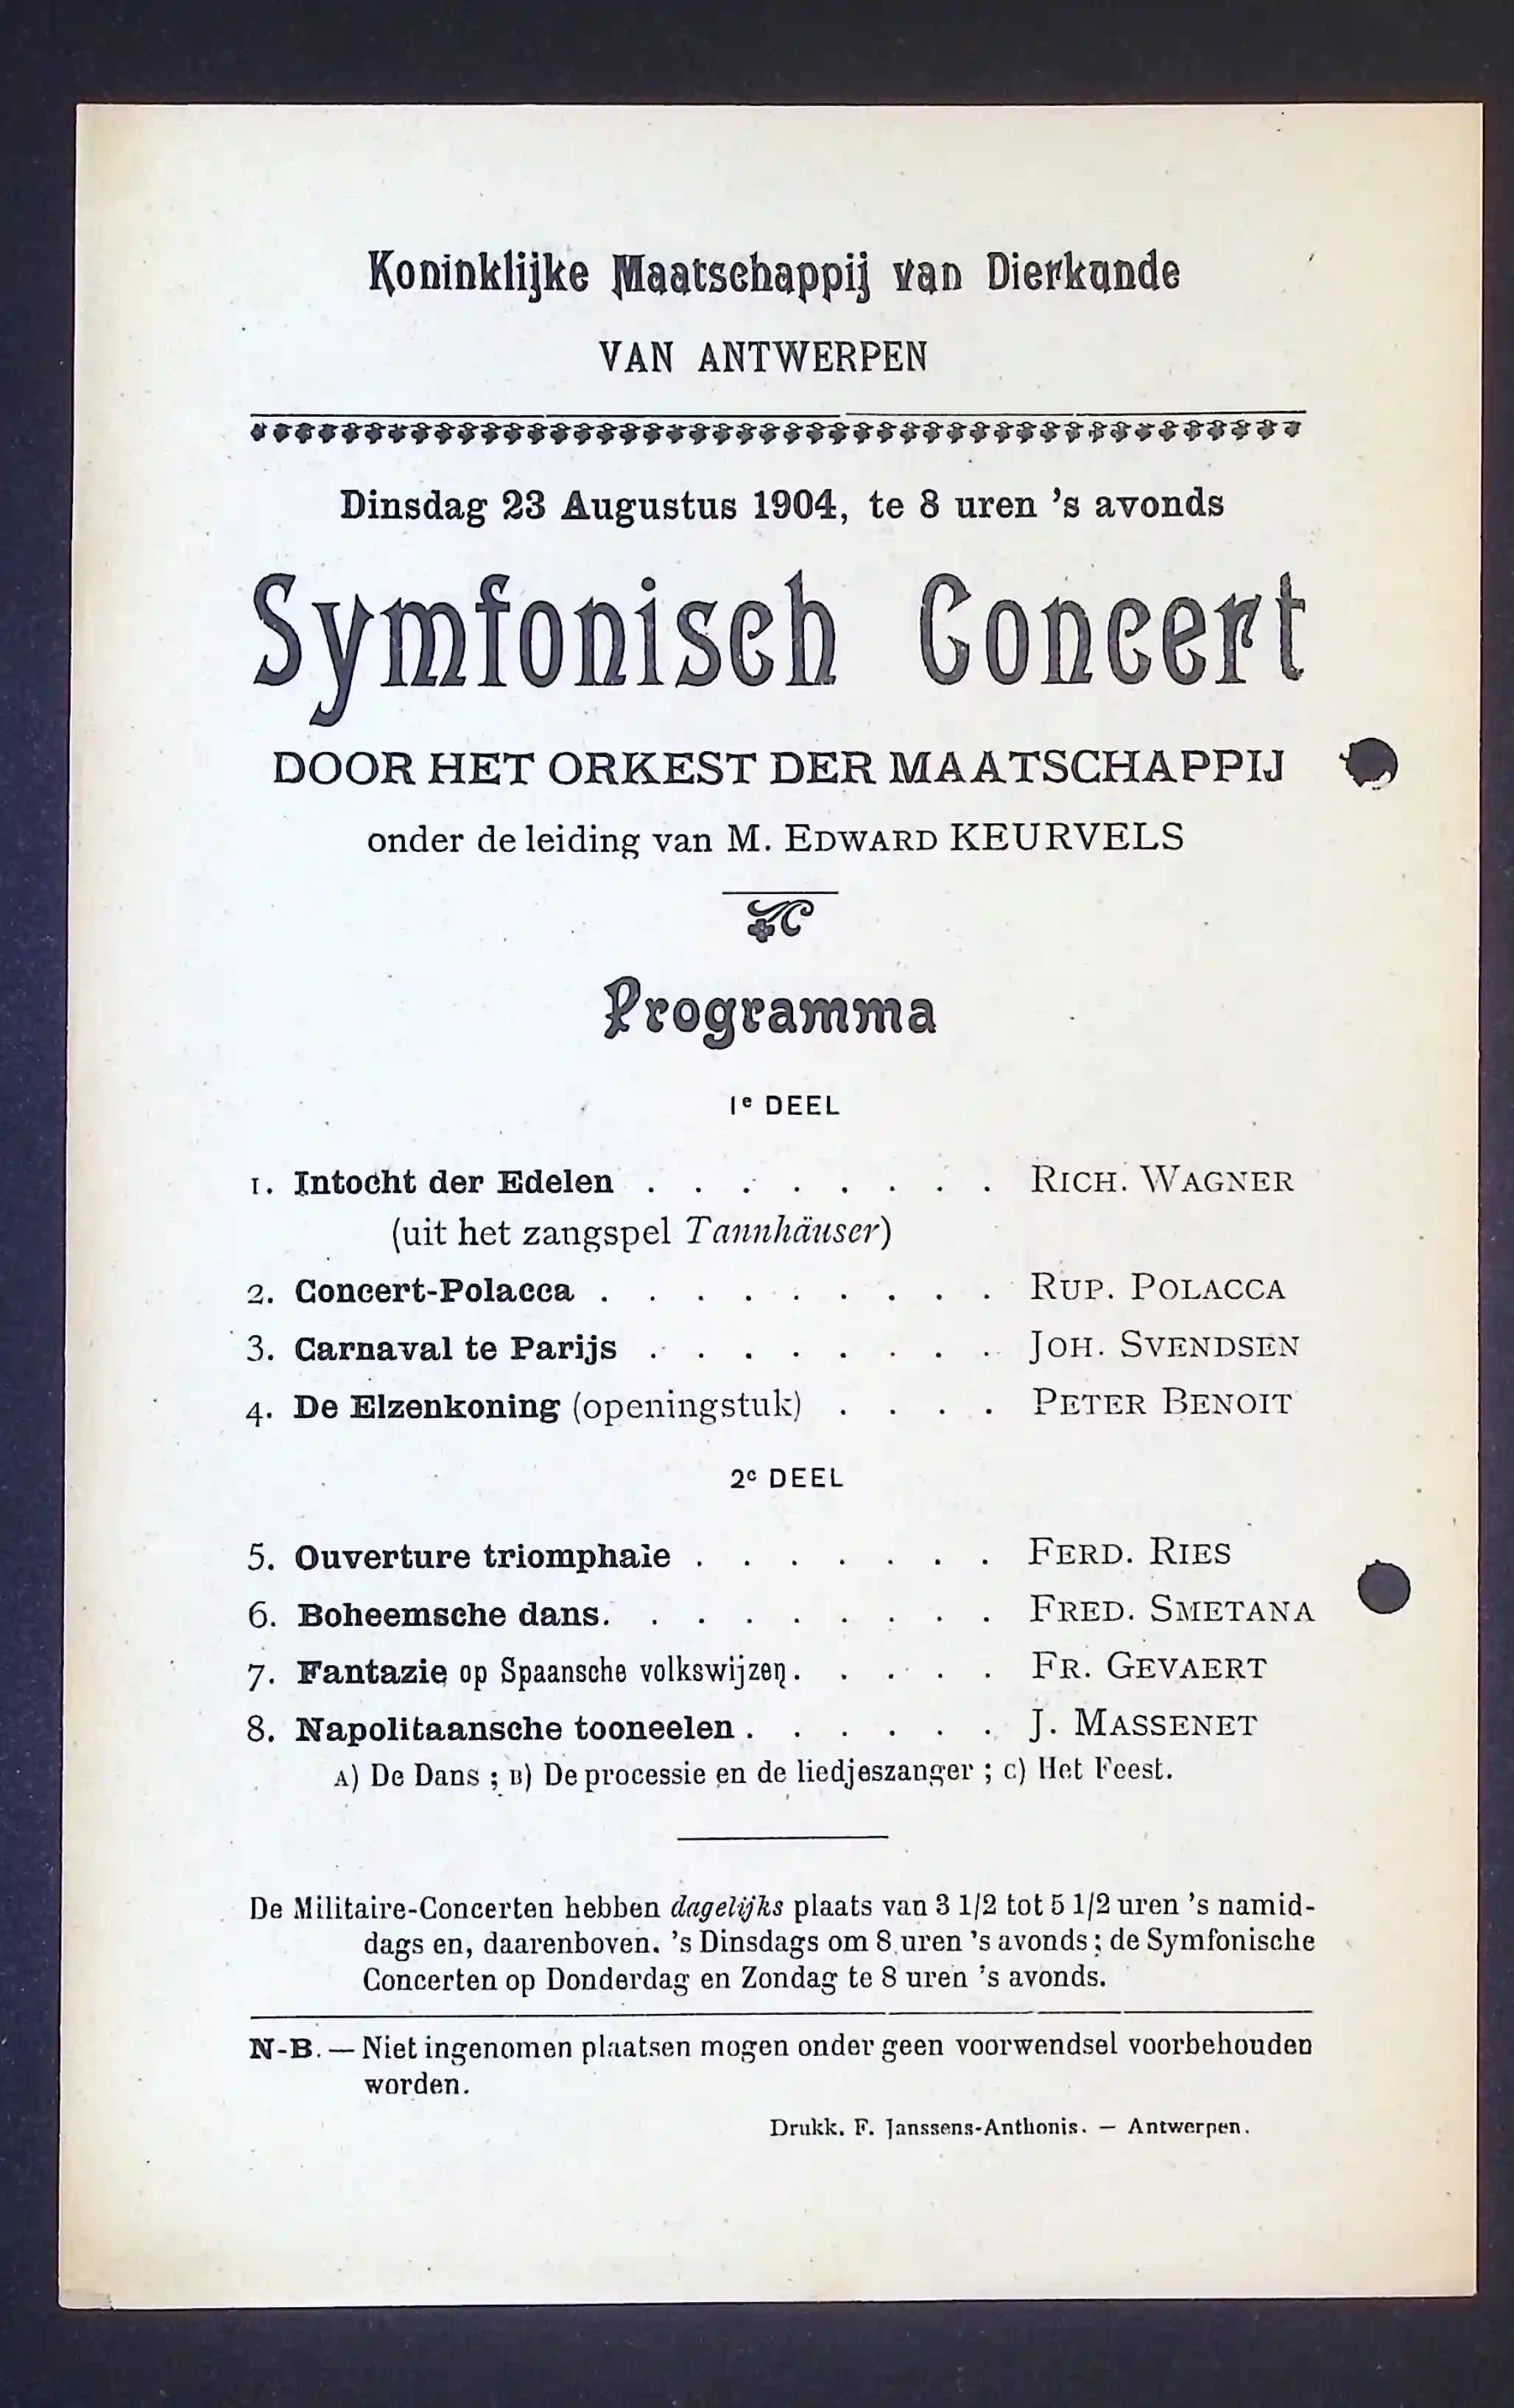 Koninklijke Maatschappij van Dierkunde
VAN ANTWERPEN
Dinsdag 23 Augustus 1904, te 8 uren 's avonds
Symfonisch Concert
DOOR HET ORKEST DER MAATSCHAPPIJ
onder de leiding van M. EDWARD KEURVELS
Programma
1e DEEL
1. Intocht der Edelen . . . . . . . . RICH. WAGNER
(uit het zangspel Tannhäuser)
2. Concert-Polacca . . . . . . . . . RUP. POLACCA
3. Carnaval te Parijs . . . . . . . . JOH. SVENDSEN
4. De Elzenkoning (openingstuk) . . . . PETER BENOIT
2e DEEL
5. Ouverture triomphale . . . . . . . FERD. RIES
6. Boheemsche dans. . . . . . . . . FRED. SMETANA
7. Fantazie op Spaansche volkswijzen. . . . . FR. GEVAERT
8. Napolitaansche tooneelen . . . . . . J. MASSENET
A) De Dans ; B) De processie en de liedjeszanger ; C) Het Feest.
De Militaire-Concerten hebben dagelijks plaats van 3 1/2 tot 5 1/2 uren 's namid-
dags en, daarenboven. 's Dinsdags om 8 uren 's avonds ; de Symfonische
Concerten op Donderdag en Zondag te 8 uren 's avonds.
N-B. — Niet ingenomen plaatsen mogen onder geen voorwendsel voorbehouden
worden.
Drukk. F. Janssens-Anthonis. — Antwerpen.